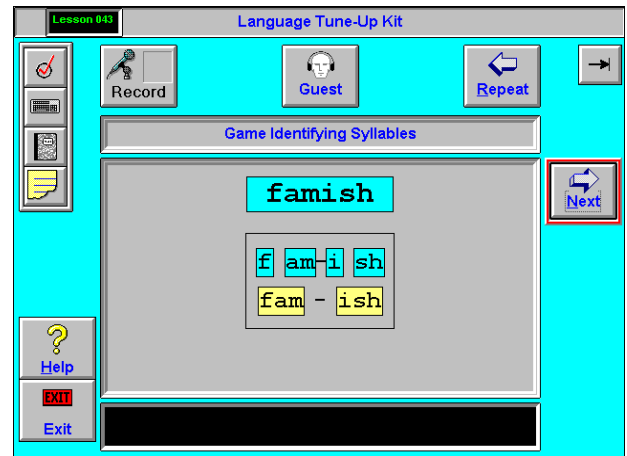 Lesson 043
Language Tune-Up Kit
Record
Guest
Repeat
Game Identifying Syllables
famish
f am-i sh
fam - ish
Next
Help
EXIT
Exit